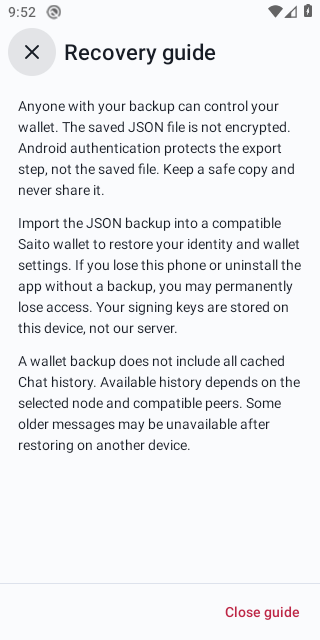 9:52
Recovery guide
Anyone with your backup can control your
wallet. The saved JSON file is not encrypted.
Android authentication protects the export
step, not the saved file. Keep a safe copy and
never share it.
Import the JSON backup into a compatible
Saito wallet to restore your identity and wallet
settings. If you lose this phone or uninstall the
app without a backup, you may permanently
lose access. Your signing keys are stored on
this device, not our server.
A wallet backup does not include all cached
Chat history. Available history depends on the
selected node and compatible peers. Some
older messages may be unavailable after
restoring on another device.
Close guide